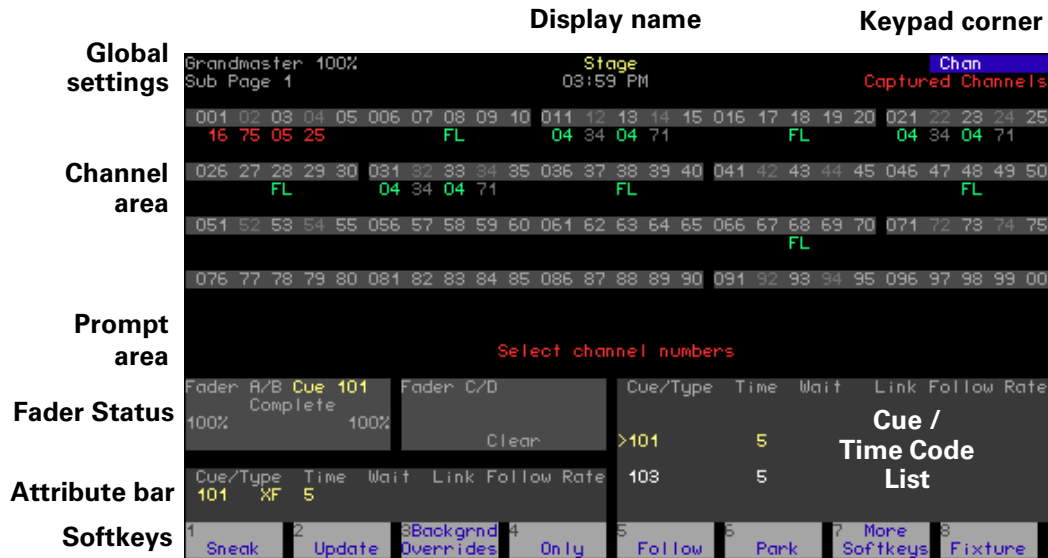 Display name Keypad corner
Global settings
Grandmaster 100% Stage Chan
Sub Page 1 03:59 PM Captured Channels
001 02 03 04 05 006 07 08 09 10 011 12 13 14 15 016 17 18 19 20 021 22 23 24 25
16 75 05 25 FL 04 34 04 71 FL 04 34 04 71
Channel area
026 27 28 29 30 031 32 33 34 35 036 37 38 39 40 041 42 43 44 45 046 47 48 49 50
FL 04 34 04 71 FL FL
051 52 53 54 55 056 57 58 59 60 061 62 63 64 65 066 67 68 69 70 071 72 73 74 75
FL
076 77 78 79 80 081 82 83 84 85 086 87 88 89 90 091 92 93 94 95 096 97 98 99 00
Prompt area
Select channel numbers
Fader Status
Fader A/B Cue 101 Fader C/D Cue/Type Time Wait Link Follow Rate
Complete
100% 100%
Clear >101 5
Cue / Time Code List
Attribute bar
Cue/Type Time Wait Link Follow Rate 103 5
101 XF 5
Softkeys
1 Sneak 2 Update 3 Backgrnd Overrides 4 Only 5 Follow 6 Park 7 More Softkeys 8 Fixture